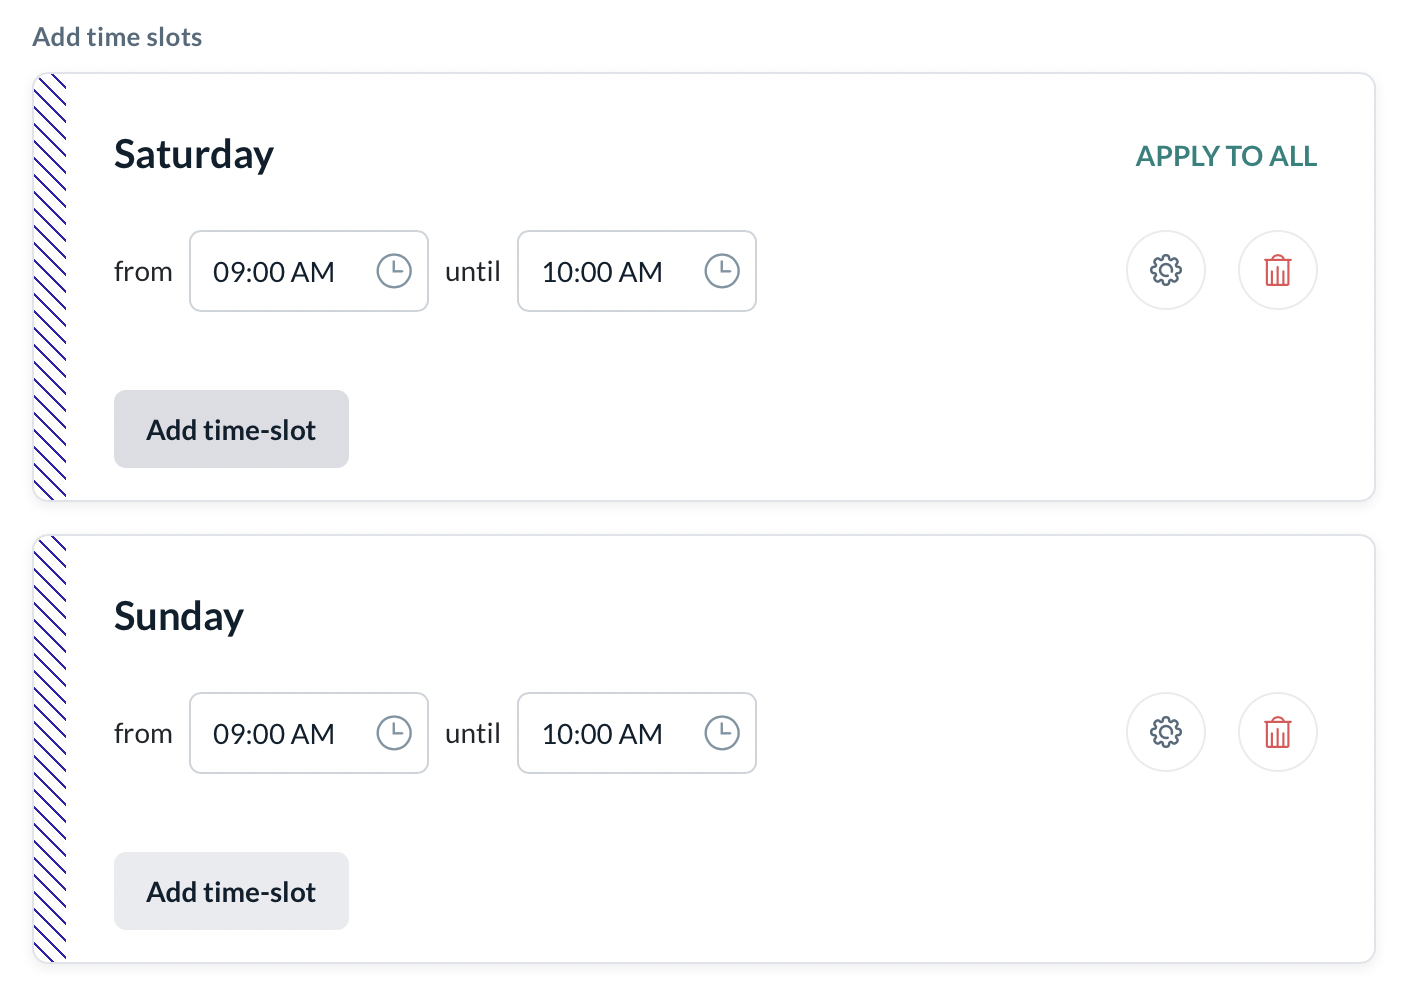 Add time slots
Saturday
APPLY TO ALL
from 09:00 AM until 10:00 AM
Add time-slot
Sunday
from 09:00 AM until 10:00 AM
Add time-slot